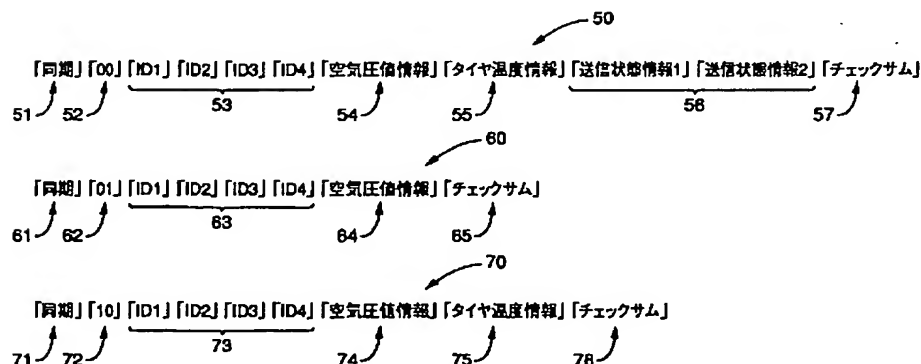 50
「同期」「00」「ID1」「ID2」「ID3」「ID4」「空気圧値情報」「タイヤ温度情報」「送信状態情報1」「送信状態情報2」「チェックサム」
51 52 53 54 55 56 57
60
「同期」「01」「ID1」「ID2」「ID3」「ID4」「空気圧値情報」「チェックサム」
61 62 63 64 65
70
「同期」「10」「ID1」「ID2」「ID3」「ID4」「空気圧値情報」「タイヤ温度情報」「チェックサム」
71 72 73 74 75 78